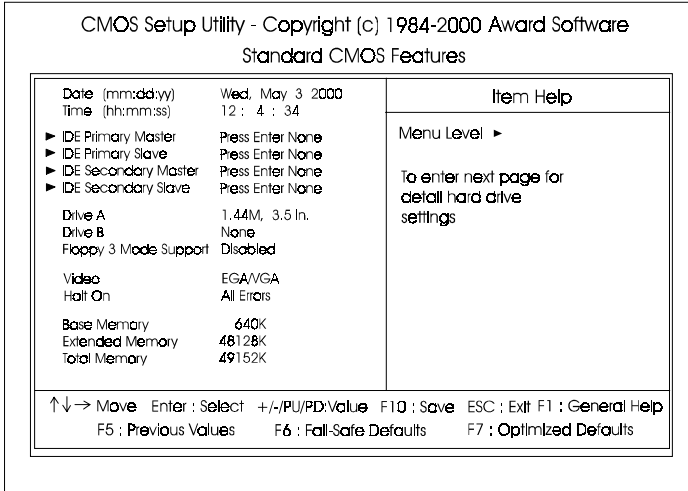 CMOS Setup Utility - Copyright (c) 1984-2000 Award Software
Standard CMOS Features
Date (mm:dd:yy) Wed, May 3 2000
Time (hh:mm:ss) 12 : 4 : 34
► IDE Primary Master Press Enter None
► IDE Primary Slave Press Enter None
► IDE Secondary Master Press Enter None
► IDE Secondary Slave Press Enter None
Drive A 1.44M, 3.5 in.
Drive B None
Floppy 3 Mode Support Disabled
Video EGA/VGA
Halt On All Errors
Base Memory 640K
Extended Memory 48128K
Total Memory 49152K
Item Help
Menu Level ►
To enter next page for
detail hard drive
settings
↑↓→ Move Enter : Select +/-/PU/PD:Value F10 : Save ESC : Exit F1 : General Help
F5 : Previous Values F6 : Fail-Safe Defaults F7 : Optimized Defaults